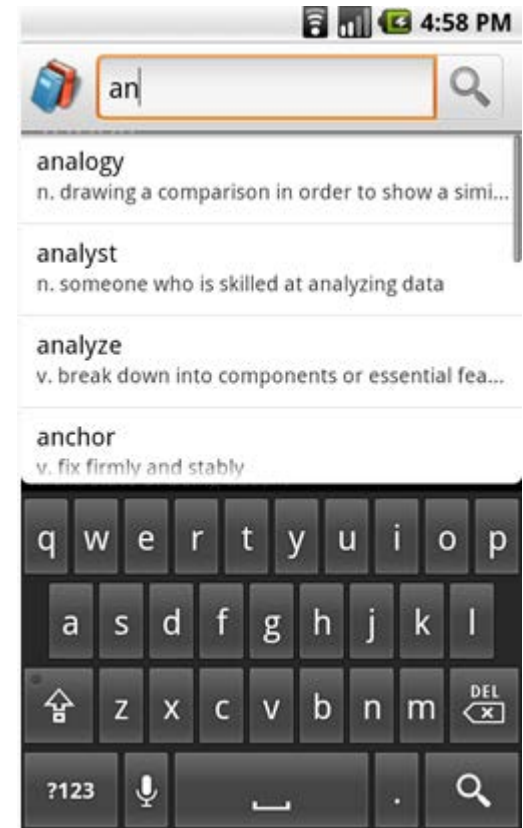 4:58 PM
an
analogy
n. drawing a comparison in order to show a simi...
analyst
n. someone who is skilled at analyzing data
analyze
v. break down into components or essential fea...
anchor
v. fix firmly and stably
q w e r t y u i o p
a s d f g h j k l
z x c v b n m DEL
?123 .